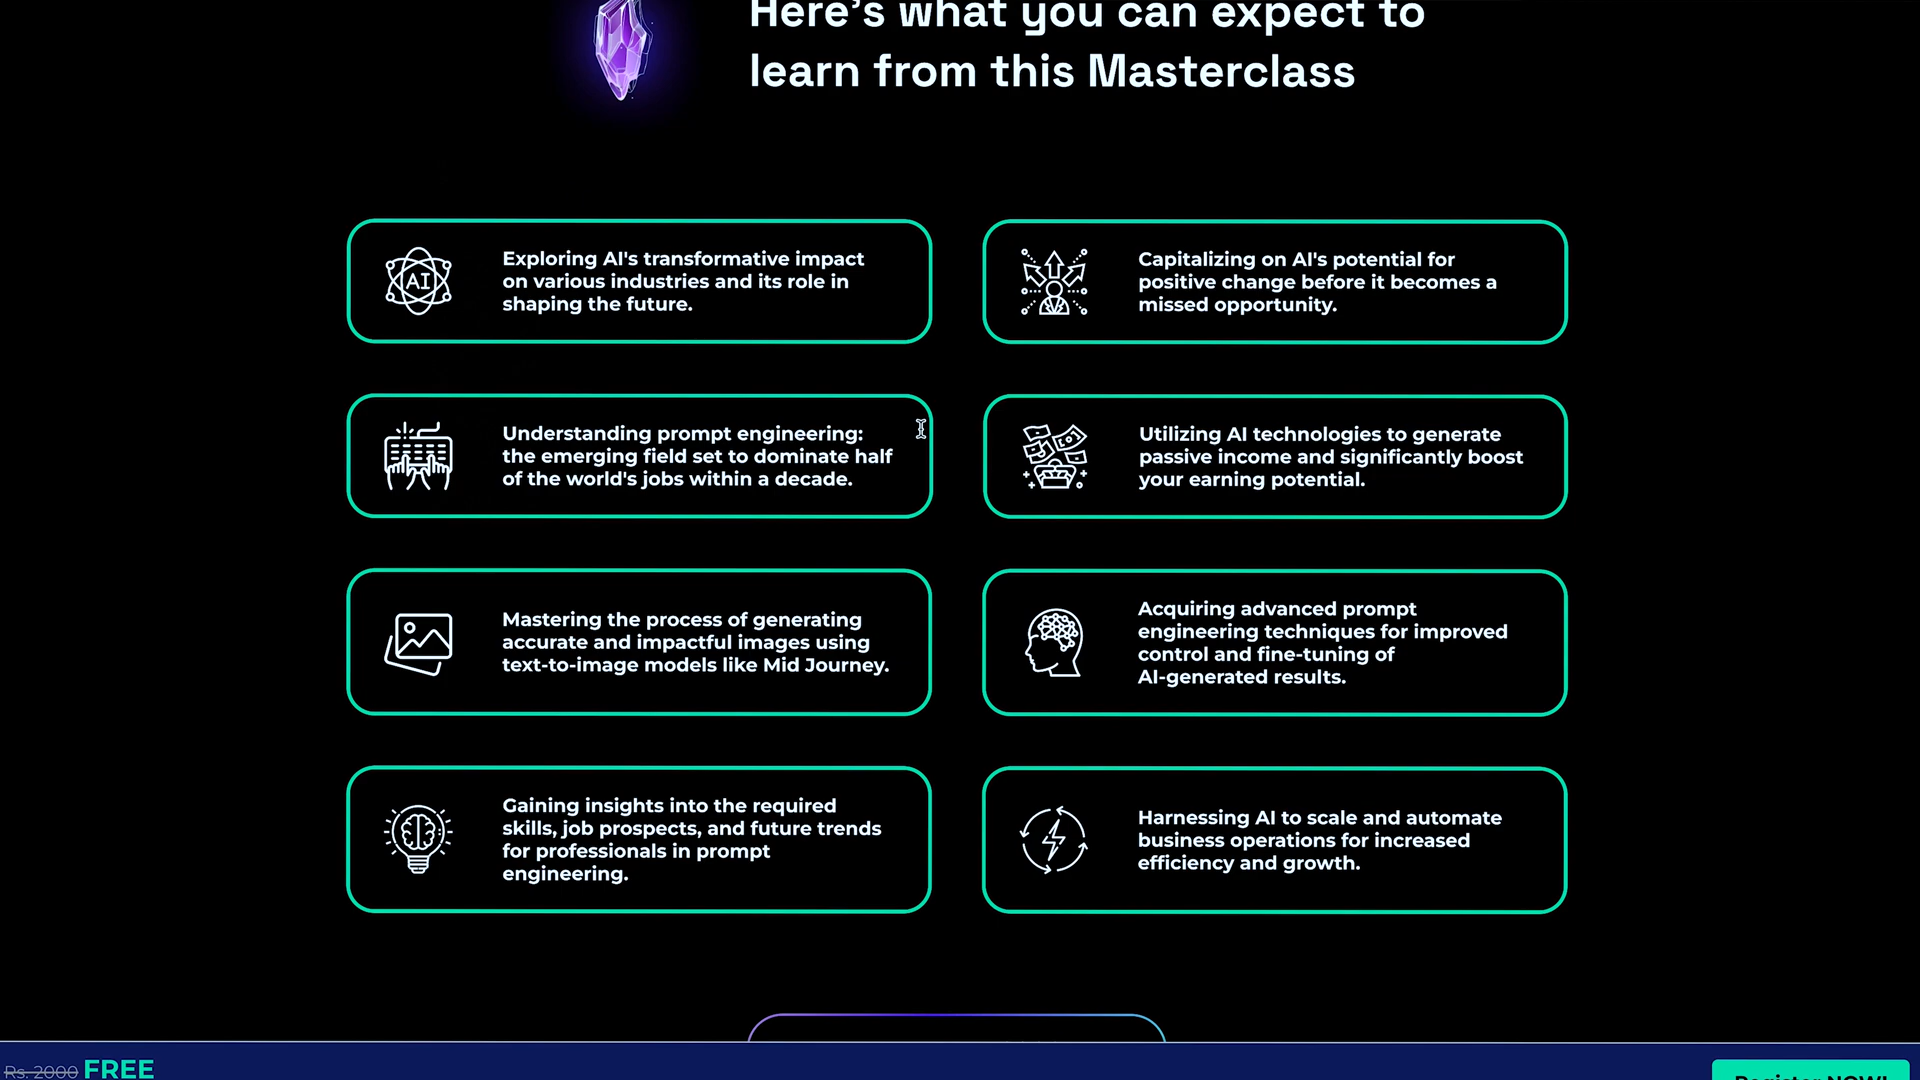 Here's what you can expect to
learn from this Masterclass
AI
Exploring AI's transformative impact
on various industries and its role in
shaping the future.
Capitalizing on AI's potential for
positive change before it becomes a
missed opportunity.
Understanding prompt engineering:
the emerging field set to dominate half
of the world's jobs within a decade.
Utilizing AI technologies to generate
passive income and significantly boost
your earning potential.
Mastering the process of generating
accurate and impactful images using
text-to-image models like Mid Journey.
Acquiring advanced prompt
engineering techniques for improved
control and fine-tuning of
AI-generated results.
Gaining insights into the required
skills, job prospects, and future trends
for professionals in prompt
engineering.
Harnessing AI to scale and automate
business operations for increased
efficiency and growth.
Rs. 2000 FREE
Register NOW!